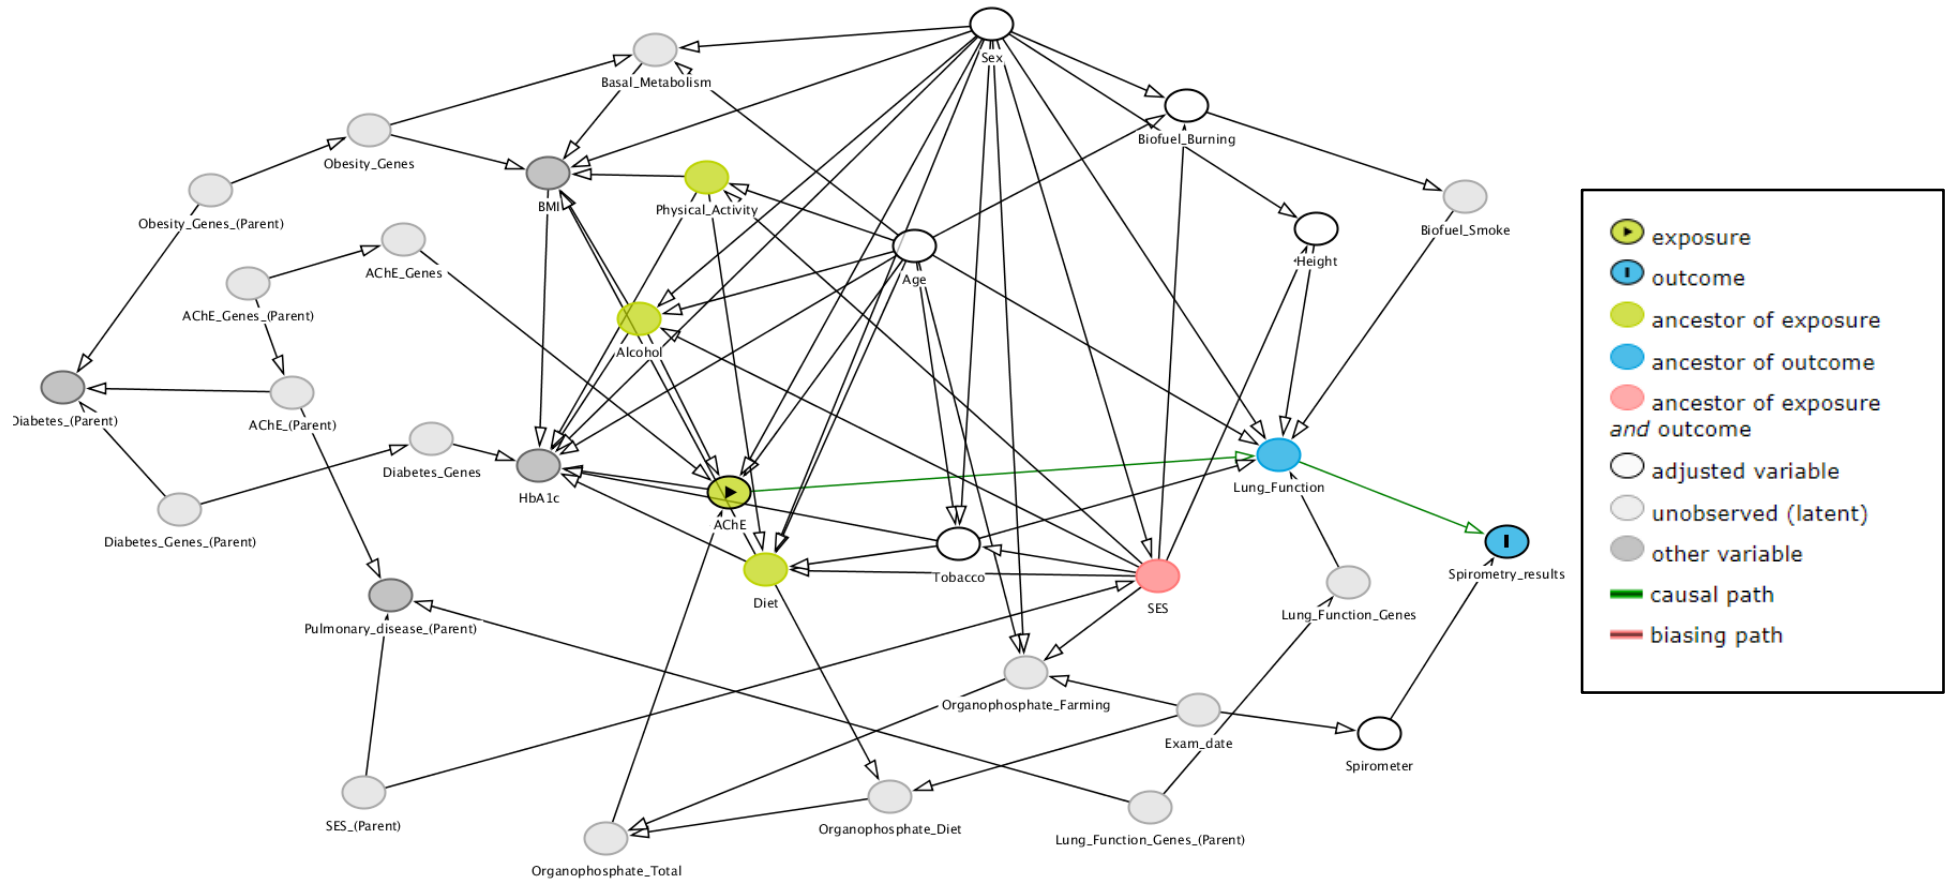 Sex
Basal_Metabolism
Biofuel_Burning
Obesity_Genes
BMI
Physical_Activity
Obesity_Genes_(Parent)
Biofuel_Smoke
Height
AChE_Genes
Age
AChE_Genes_(Parent)
Alcohol
Diabetes_(Parent)
AChE_(Parent)
Diabetes_Genes
HbA1c
Lung_Function
AChE
Diabetes_Genes_(Parent)
Tobacco
Spirometry_results
Diet
SES
Lung_Function_Genes
Pulmonary_disease_(Parent)
Organophosphate_Farming
Exam_date
Spirometer
SES_(Parent)
Organophosphate_Diet
Lung_Function_Genes_(Parent)
Organophosphate_Total
exposure
outcome
ancestor of exposure
ancestor of outcome
ancestor of exposure
and outcome
adjusted variable
unobserved (latent)
other variable
causal path
biasing path